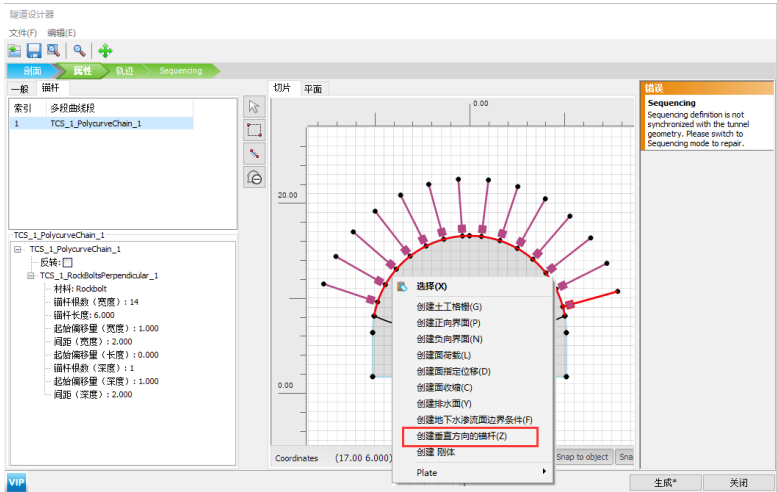 隧道设计器
文件(F) 编辑(E)
剖面 属性 轨迹 Sequencing
一般 锚杆
索引 多段曲线段
1 TCS_1_PolycurveChain_1
TCS_1_PolycurveChain_1
TCS_1_PolycurveChain_1
反转:
TCS_1_RockBoltsPerpendicular_1
材料: Rockbolt
锚杆根数（宽度）: 14
锚杆长度: 6.000
起始偏移量（宽度）: 1.000
间距（宽度）: 2.000
起始偏移量（长度）: 0.000
锚杆根数（深度）: 1
起始偏移量（深度）: 1.000
间距（深度）: 2.000
切片 平面
0.00
20.00
0.00
选择(X)
创建土工格栅(G)
创建正向界面(P)
创建负向界面(N)
创建面荷载(L)
创建面指定位移(D)
创建面收缩(C)
创建排水面(Y)
创建地下水渗流面边界条件(F)
创建垂直方向的锚杆(Z)
创建 刚体
Plate
Coordinates (17.00 6.000)
Snap to object Sna
错误
Sequencing
Sequencing definition is not
synchronized with the tunnel
geometry. Please switch to
Sequencing mode to repair.
VIP
生成* 关闭